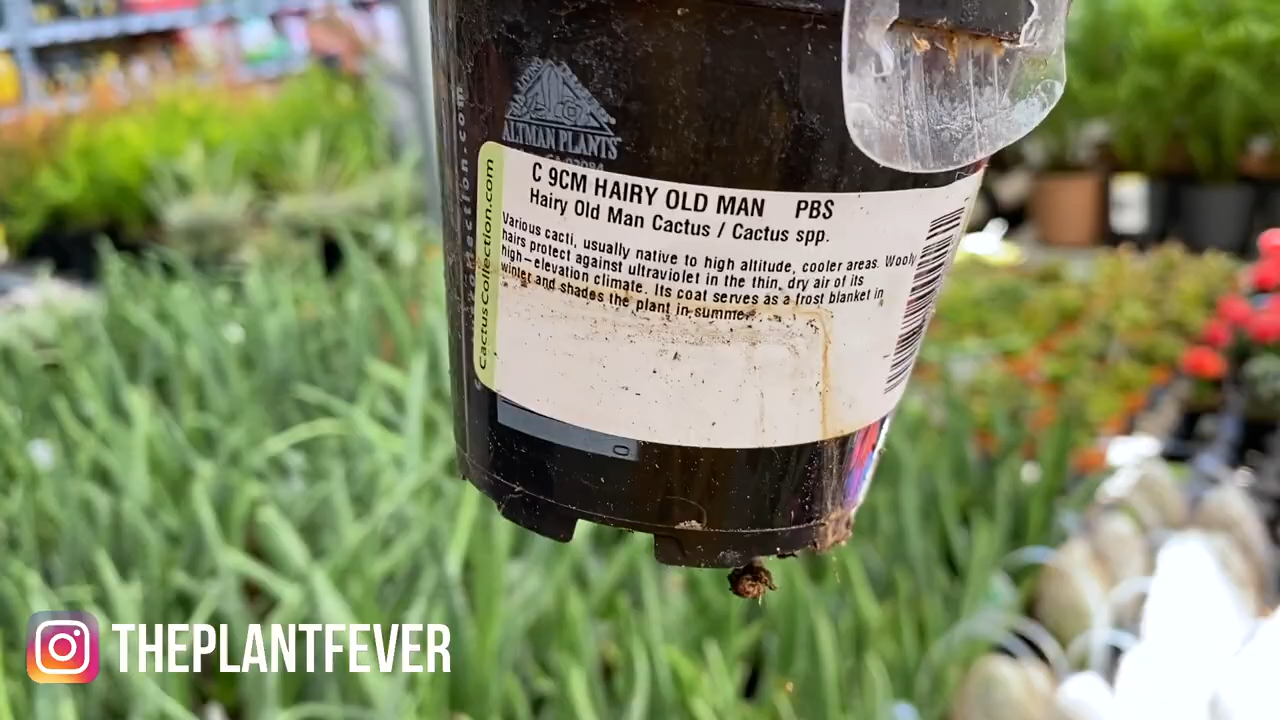 ALTMAN PLANTS
C 9CM HAIRY OLD MAN PBS
Hairy Old Man Cactus / Cactus spp.
Various cacti, usually native to high altitude, cooler areas. Wooly
hairs protect against ultraviolet in the thin, dry air of its
high-elevation climate. Its coat serves as a frost blanket in
winter and shades the plant in summer.
CactusCollection.com
THEPLANTFEVER